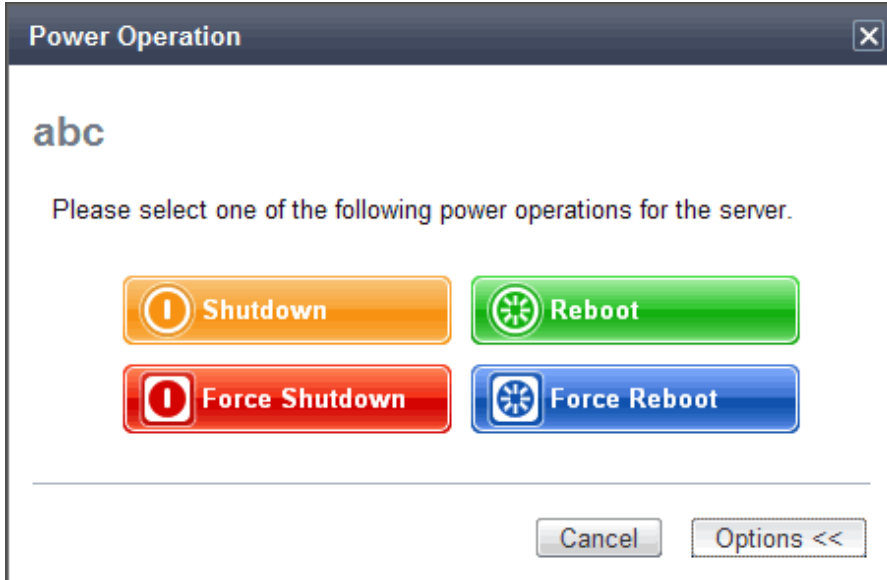 Power Operation
abc
Please select one of the following power operations for the server.
Shutdown
Reboot
Force Shutdown
Force Reboot
Cancel
Options <<